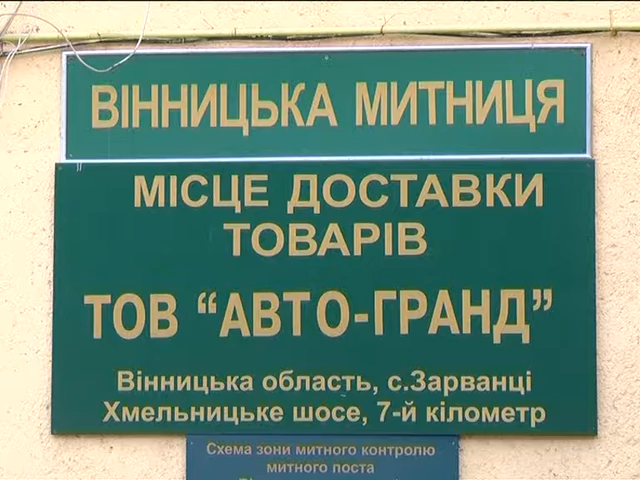 ВІННИЦЬКА МИТНИЦЯ
МІСЦЕ ДОСТАВКИ
ТОВАРІВ
ТОВ “АВТО-ГРАНД”
Вінницька область, с.Зарванці
Хмельницьке шосе, 7-й кілометр
Схема зони митного контролю
митного поста